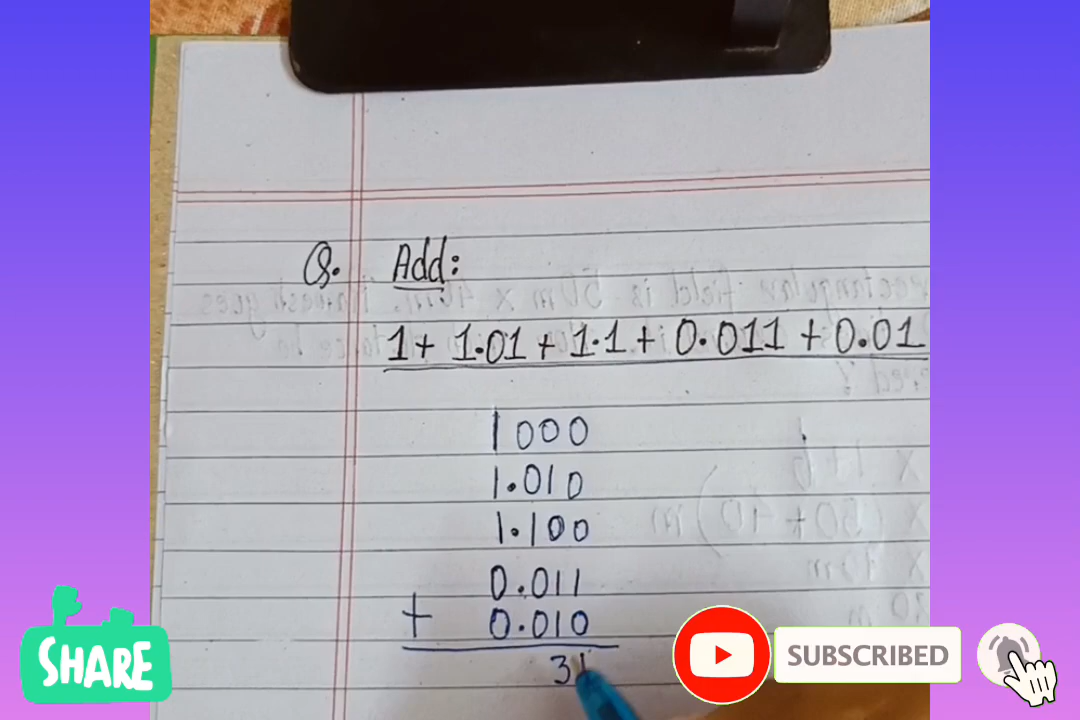 Q. Add:
1 + 1.01 + 1.1 + 0.011 + 0.01
1000
1.010
1.100
0.011
+ 0.010
31
SHARE
SUBSCRIBED